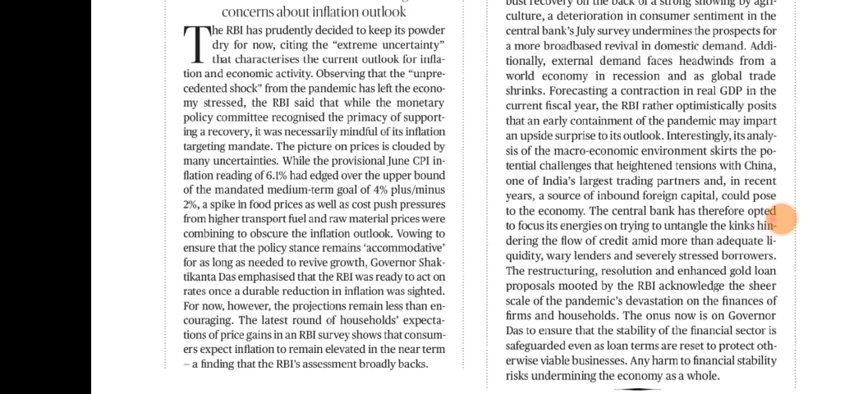 concerns about inflation outlook
The RBI has prudently decided to keep its powder
dry for now, citing the “extreme uncertainty”
that characterises the current outlook for infla-
tion and economic activity. Observing that the “unpre-
cedented shock” from the pandemic has left the econo-
my stressed, the RBI said that while the monetary
policy committee recognised the primacy of support-
ing a recovery, it was necessarily mindful of its inflation
targeting mandate. The picture on prices is clouded by
many uncertainties. While the provisional June CPI in-
flation reading of 6.1% had edged over the upper bound
of the mandated medium-term goal of 4% plus/minus
2%, a spike in food prices as well as cost push pressures
from higher transport fuel and raw material prices were
combining to obscure the inflation outlook. Vowing to
ensure that the policy stance remains ‘accommodative’
for as long as needed to revive growth, Governor Shak-
tikanta Das emphasised that the RBI was ready to act on
rates once a durable reduction in inflation was sighted.
For now, however, the projections remain less than en-
couraging. The latest round of households’ expecta-
tions of price gains in an RBI survey shows that consum-
ers expect inflation to remain elevated in the near term
– a finding that the RBI’s assessment broadly backs.
bust recovery on the back of a strong showing by agri-
culture, a deterioration in consumer sentiment in the
central bank’s July survey undermines the prospects for
a more broadbased revival in domestic demand. Addi-
tionally, external demand faces headwinds from a
world economy in recession and as global trade
shrinks. Forecasting a contraction in real GDP in the
current fiscal year, the RBI rather optimistically posits
that an early containment of the pandemic may impart
an upside surprise to its outlook. Interestingly, its analy-
sis of the macro-economic environment skirts the po-
tential challenges that heightened tensions with China,
one of India’s largest trading partners and, in recent
years, a source of inbound foreign capital, could pose
to the economy. The central bank has therefore opted
to focus its energies on trying to untangle the kinks hin-
dering the flow of credit amid more than adequate li-
quidity, wary lenders and severely stressed borrowers.
The restructuring, resolution and enhanced gold loan
proposals mooted by the RBI acknowledge the sheer
scale of the pandemic’s devastation on the finances of
firms and households. The onus now is on Governor
Das to ensure that the stability of the financial sector is
safeguarded even as loan terms are reset to protect oth-
erwise viable businesses. Any harm to financial stability
risks undermining the economy as a whole.